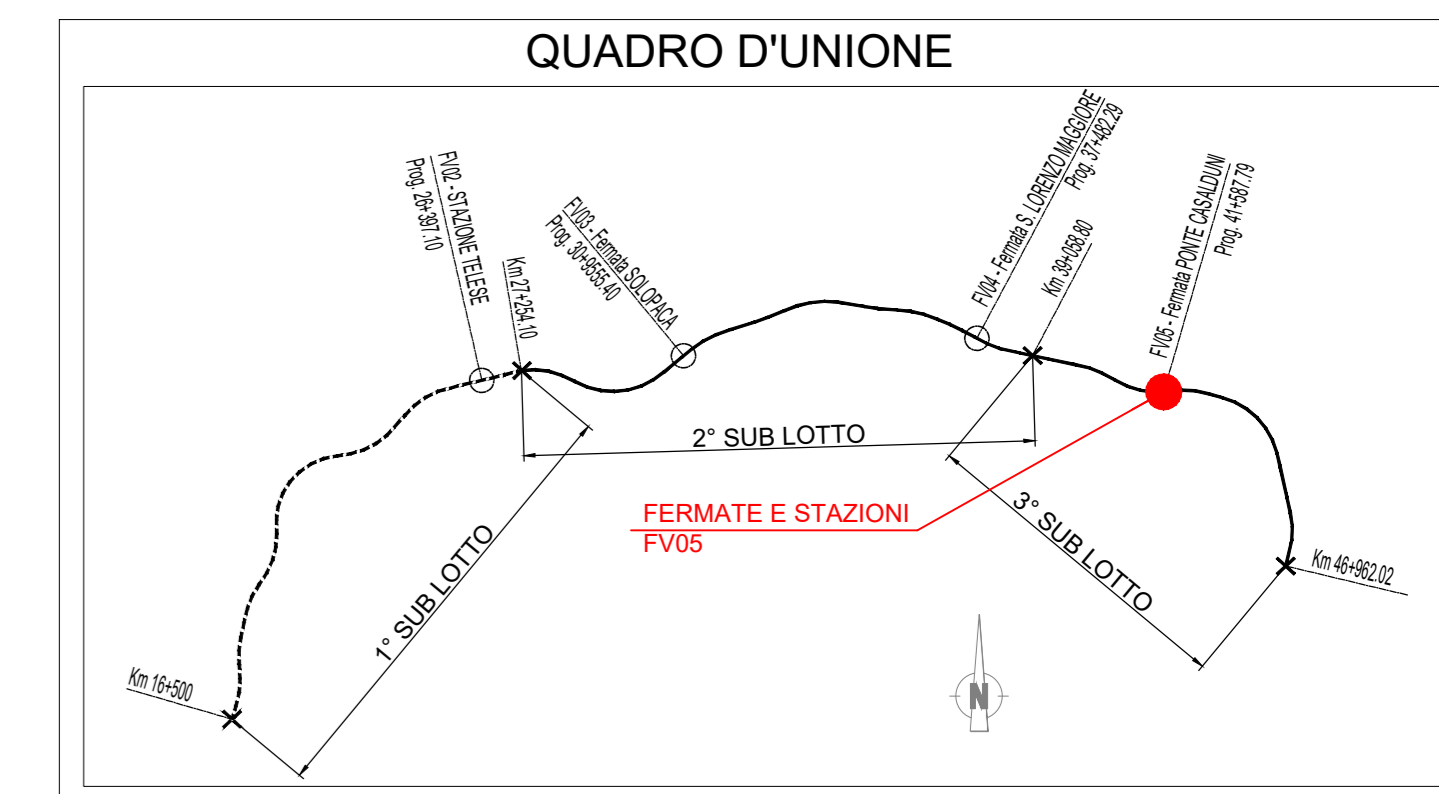 QUADRO D'UNIONE
FV02 - STAZIONE TELESE
Prog. 26+397.10
Km 27+254.10
FV03 - Fermata SOLOPACA
Prog. 30+9555.40
FV04 - Fermata S. LORENZO MAGGIORE
Prog. 37+482.29
Km 39+058.80
FV05 - Fermata PONTE CASALDUNI
Prog. 41+587.79
2° SUB LOTTO
FERMATE E STAZIONI
FV05
1° SUB LOTTO
3° SUB LOTTO
Km 46+962.02
Km 16+500
N